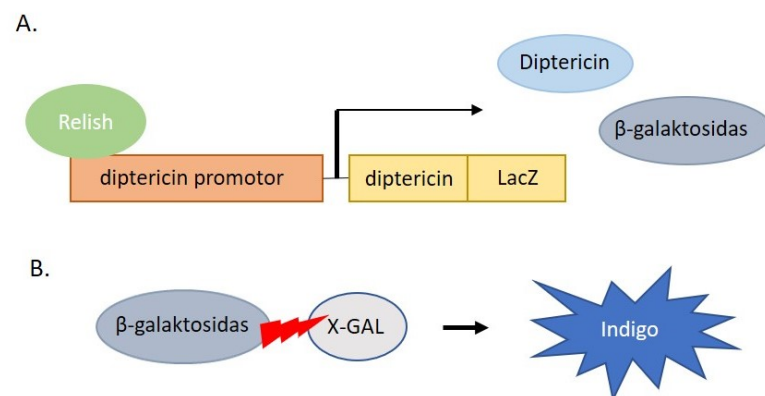 A.
Diptericin
Relish
β-galaktosidas
diptericin promotor
diptericin
LacZ
B.
β-galaktosidas
X-GAL
Indigo